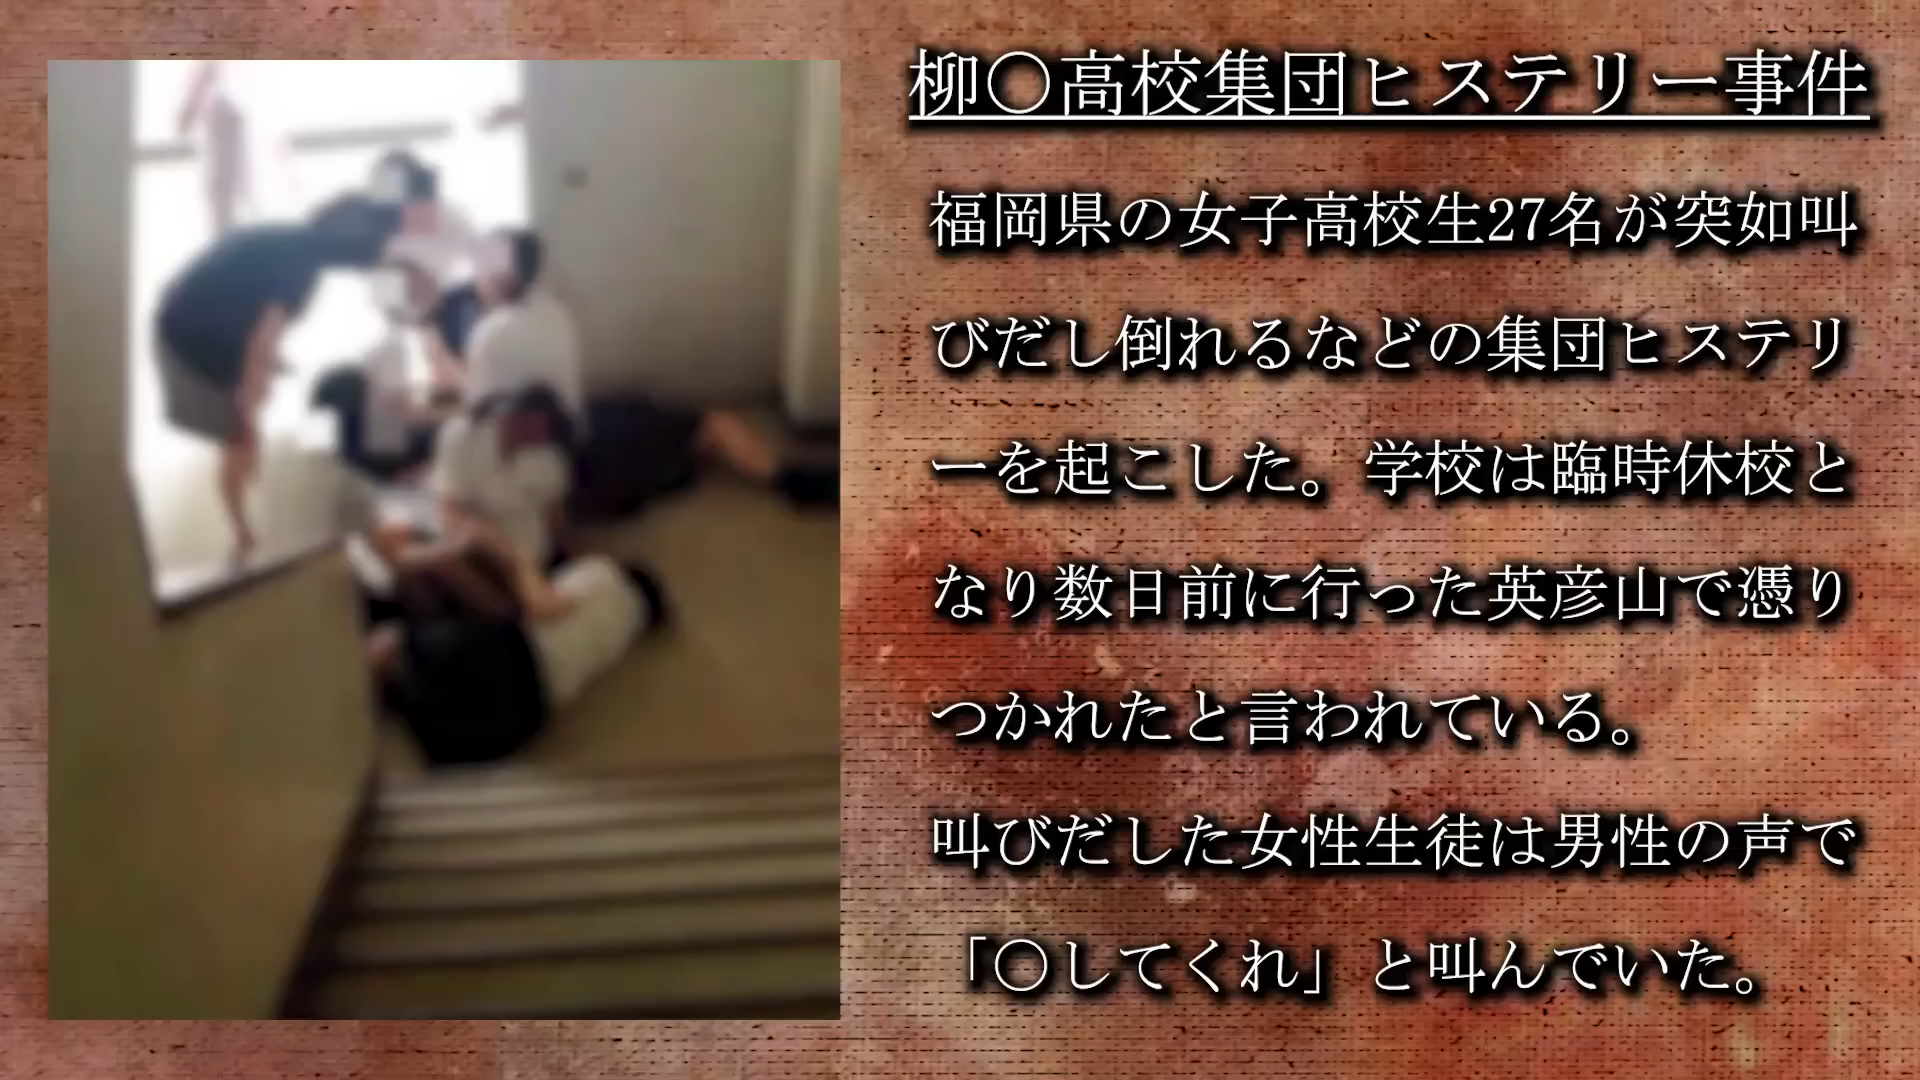 柳〇高校集団ヒステリー事件
福岡県の女子高校生27名が突如叫
びだし倒れるなどの集団ヒステリ
ーを起こした。学校は臨時休校と
なり数日前に行った英彦山で憑り
つかれたと言われている。
叫びだした女性生徒は男性の声で
「〇してくれ」と叫んでいた。